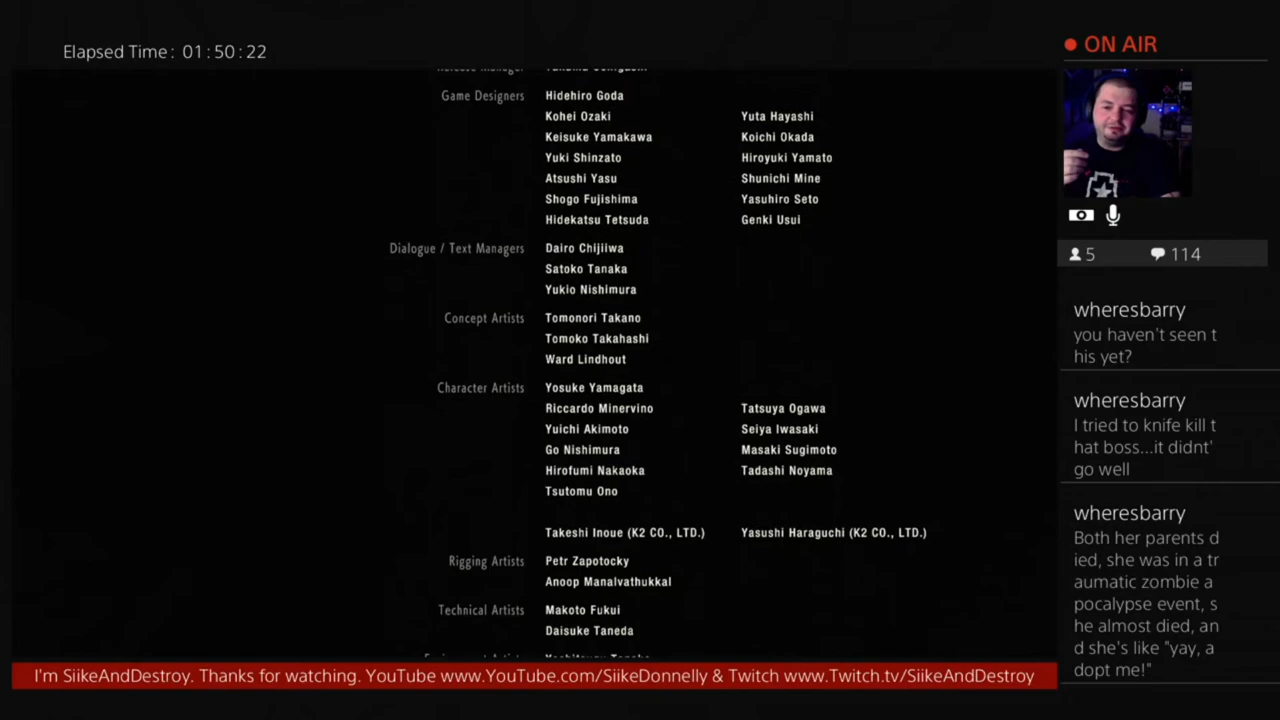 Elapsed Time: 01:50:22
ON AIR
Game Designers Hidehiro Goda
Kohei Ozaki Yuta Hayashi
Keisuke Yamakawa Koichi Okada
Yuki Shinzato Hiroyuki Yamato
Atsushi Yasu Shunichi Mine
Shogo Fujishima Yasuhiro Seto
Hidekatsu Tetsuda Genki Usui
Dialogue / Text Managers Dairo Chijiiwa
Satoko Tanaka
Yukio Nishimura
Concept Artists Tomonori Takano
Tomoko Takahashi
Ward Lindhout
Character Artists Yosuke Yamagata
Riccardo Minervino Tatsuya Ogawa
Yuichi Akimoto Seiya Iwasaki
Go Nishimura Masaki Sugimoto
Hirofumi Nakaoka Tadashi Noyama
Tsutomu Ono
Takeshi Inoue (K2 CO., LTD.) Yasushi Haraguchi (K2 CO., LTD.)
Rigging Artists Petr Zapotocky
Anoop Manalvathukkal
Technical Artists Makoto Fukui
Daisuke Taneda
5 114
wheresbarry
you haven't seen t
his yet?
wheresbarry
I tried to knife kill t
hat boss...it didnt'
go well
wheresbarry
Both her parents d
ied, she was in a tr
aumatic zombie a
pocalypse event, s
he almost died, an
d she's like "yay, a
dopt me!"
I'm SiikeAndDestroy. Thanks for watching. YouTube www.YouTube.com/SiikeDonnelly & Twitch www.Twitch.tv/SiikeAndDestroy